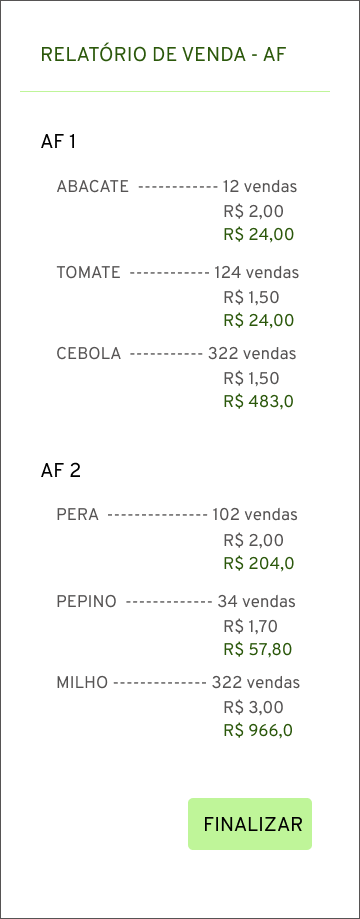 RELATÓRIO DE VENDA - AF
AF 1
ABACATE ------------ 12 vendas
R$ 2,00
R$ 24,00
TOMATE ------------ 124 vendas
R$ 1,50
R$ 24,00
CEBOLA ----------- 322 vendas
R$ 1,50
R$ 483,0
AF 2
PERA --------------- 102 vendas
R$ 2,00
R$ 204,0
PEPINO ------------- 34 vendas
R$ 1,70
R$ 57,80
MILHO -------------- 322 vendas
R$ 3,00
R$ 966,0
FINALIZAR